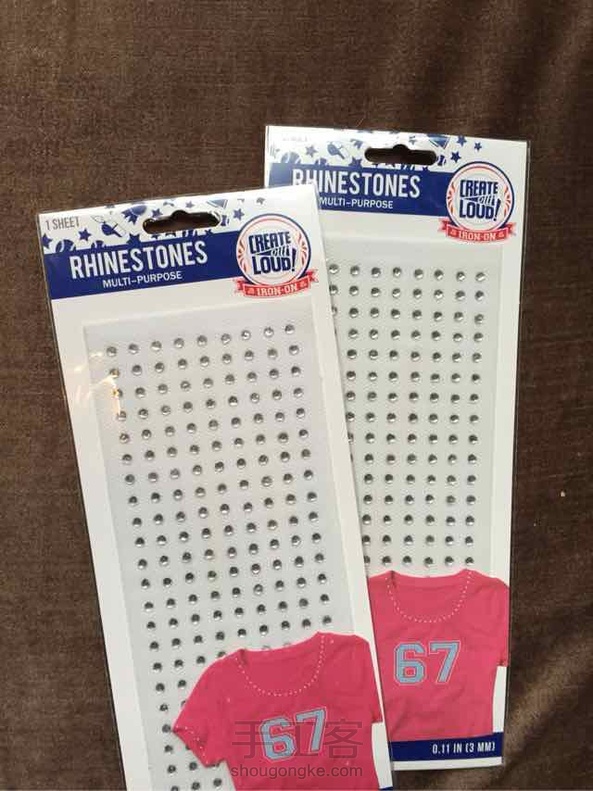 1 SHEET
RHINESTONES
MULTI-PURPOSE
CREATE
out
LOUD!
IRON-ON
67
RHINESTONES
MULTI-PURPOSE
CREATE
out
LOUD!
IRON-ON
67
0.11 IN (3 MM)
手工客
shougongke.com